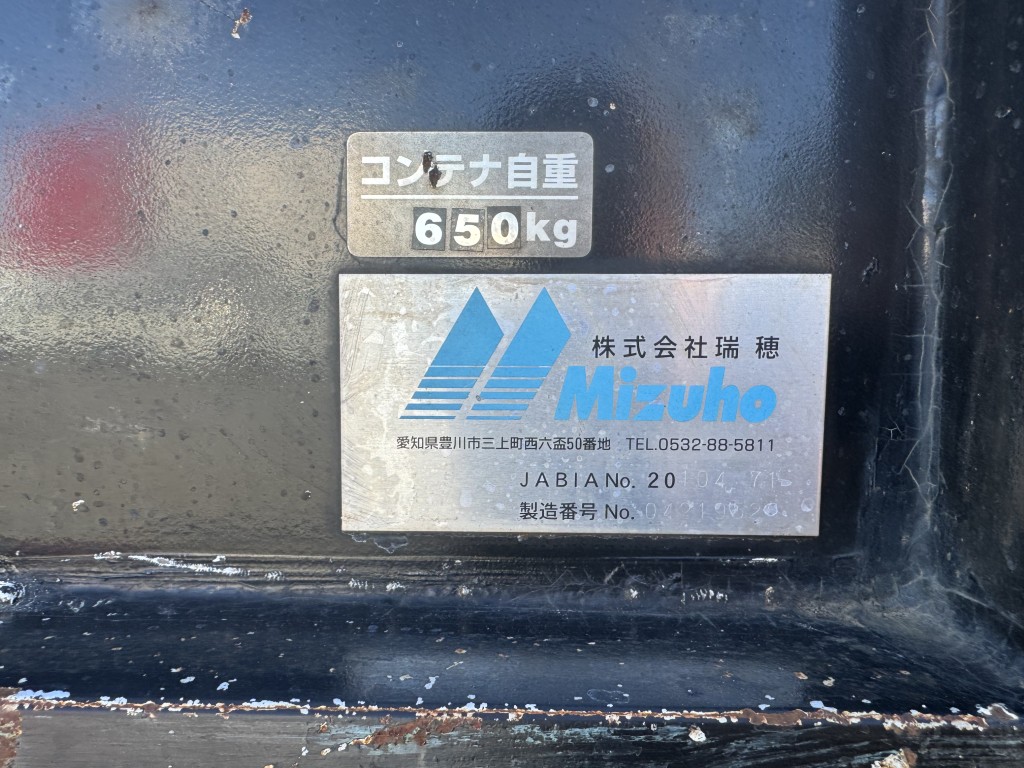 コンテナ自重
650kg
株式会社瑞穂
Mizuho
愛知県豊川市三上町西六盃50番地 TEL.0532-88-5811
JABIA No. 20
製造番号 No.